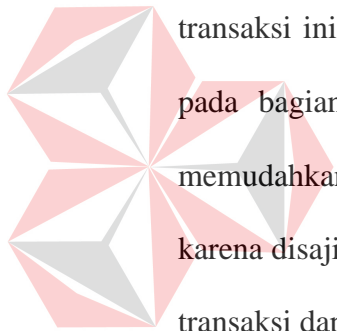 transaksi ini
pada bagian
memudahkan
karena disaji
transaksi dan